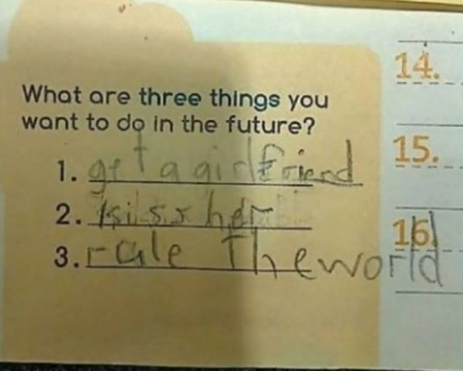 What are three things you
want to do in the future?
1. get a girlfriend
2. kissx her
3. rule the world
14.
15.
16.